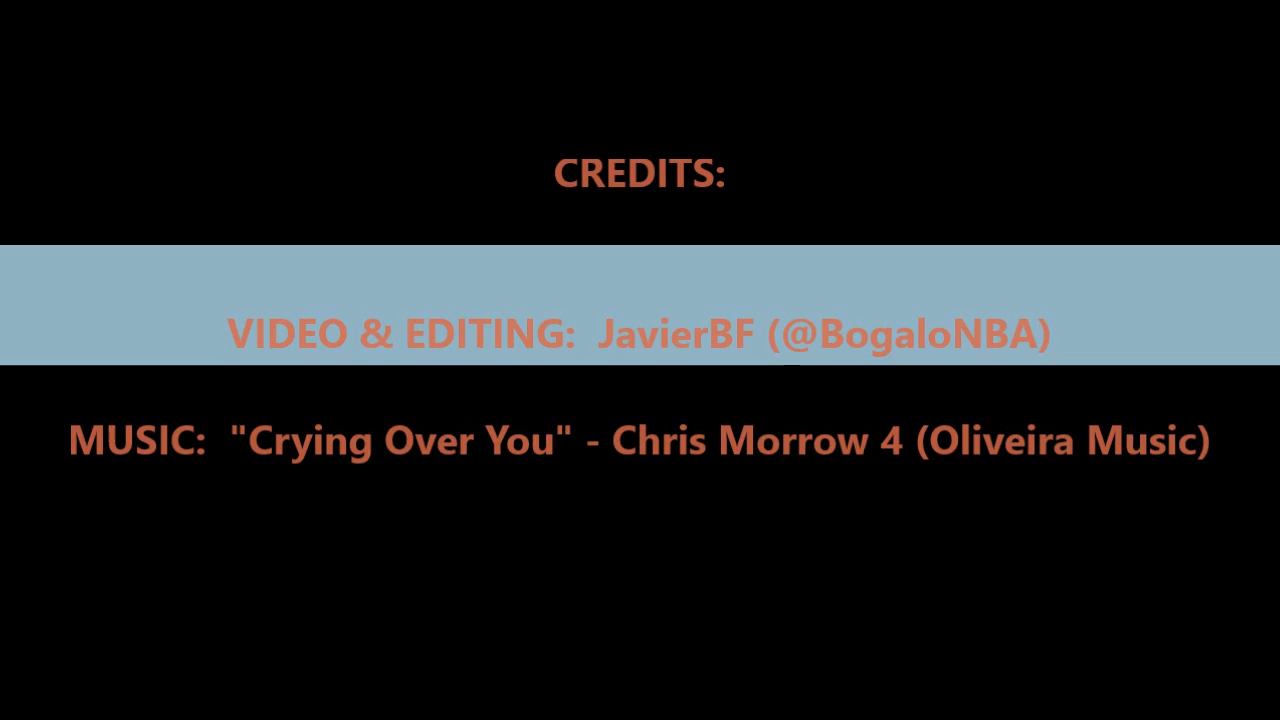 CREDITS:
VIDEO & EDITING:  JavierBF (@BogaloNBA)
MUSIC:  "Crying Over You" - Chris Morrow 4 (Oliveira Music)